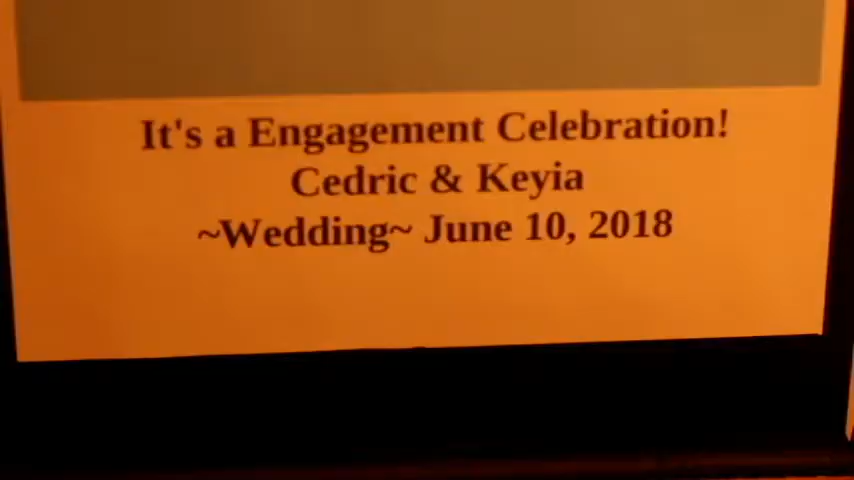 It's a Engagement Celebration!
Cedric & Keyia
~Wedding~ June 10, 2018